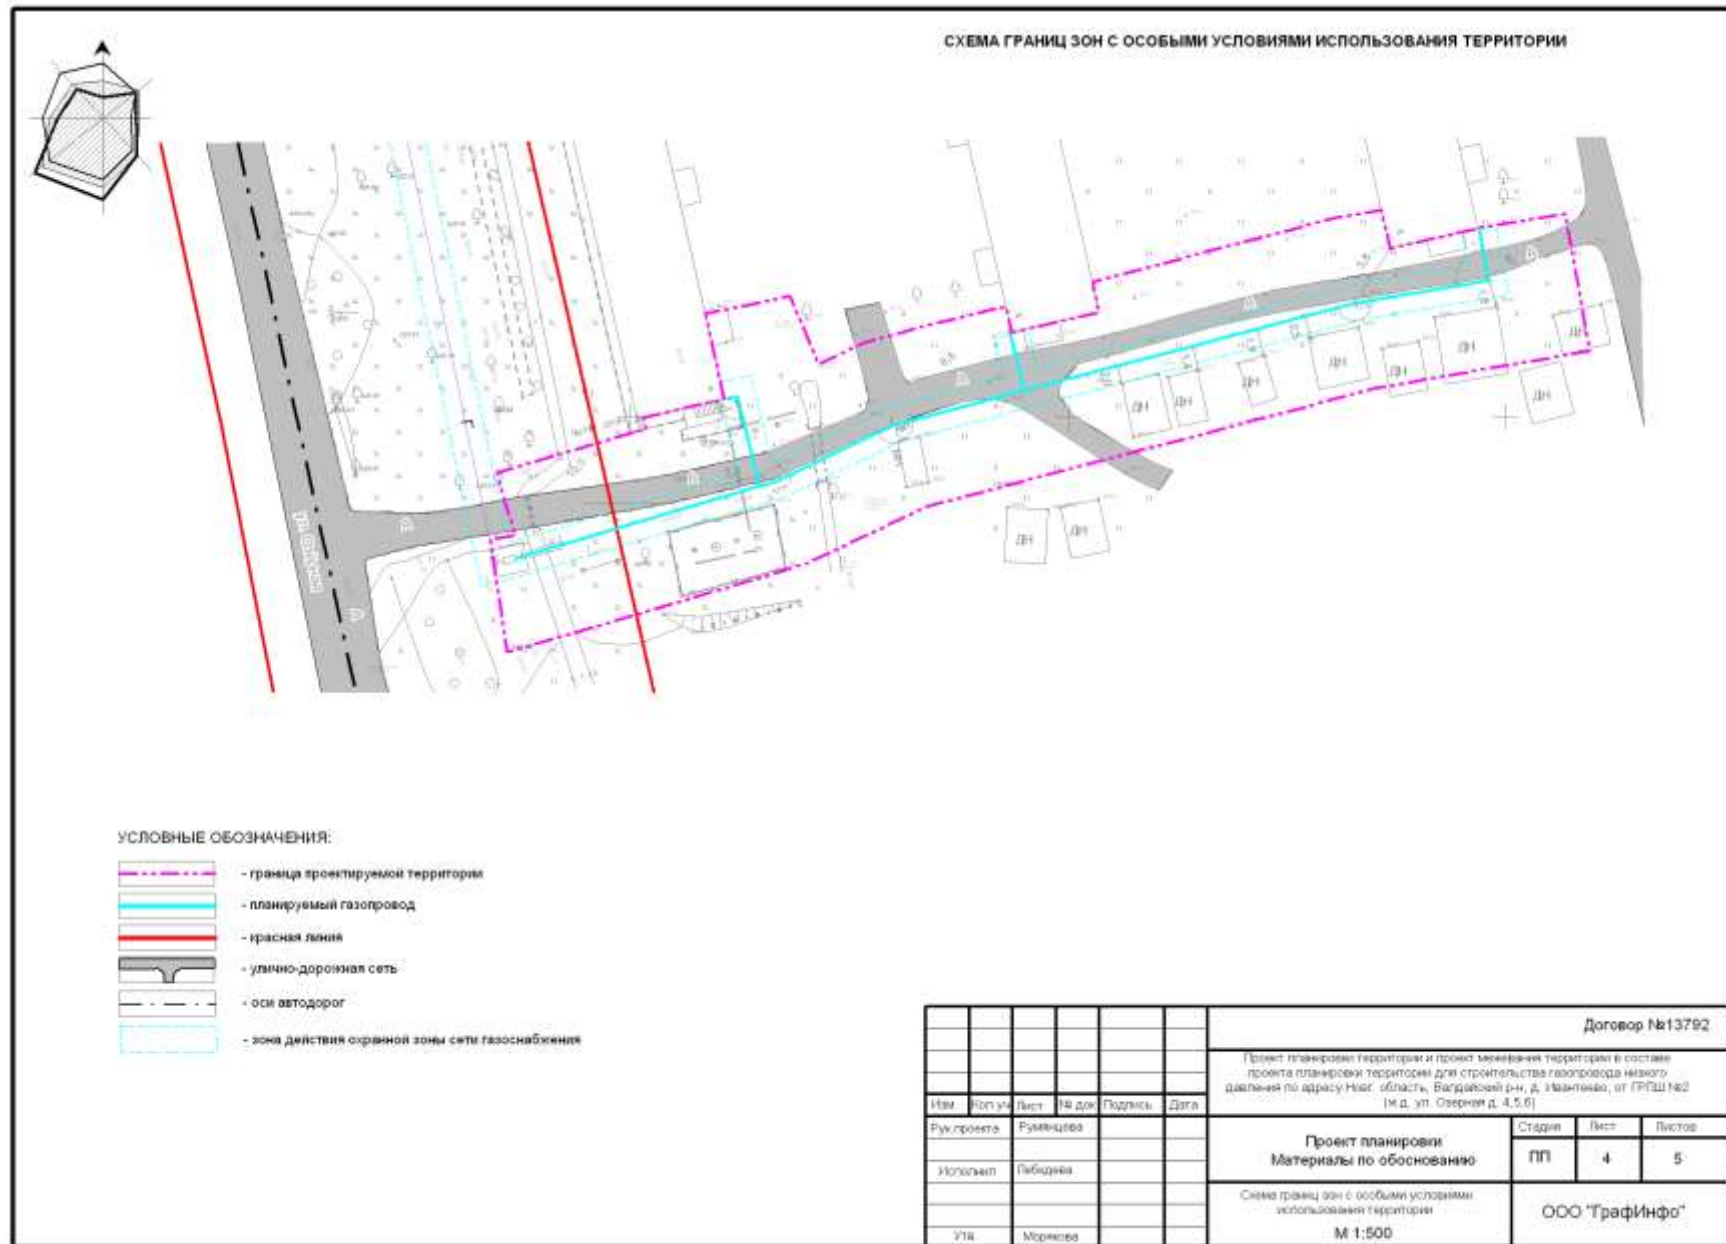 СХЕМА ГРАНИЦ ЗОН С ОСОБЫМИ УСЛОВИЯМИ ИСПОЛЬЗОВАНИЯ ТЕРРИТОРИИ
ДН
ДН
ДН
ДН
ДН
ДН
ДН
ДН
ДН
ДН
ДН
УСЛОВНЫЕ ОБОЗНАЧЕНИЯ:
- граница проектируемой территории
- планируемый газопровод
- красная линия
- улично-дорожная сеть
- оси автодорог
- зона действия охранной зоны сети газоснабжения
Договор №13792
Проект планировки территории и проект межевания территории в составе
проекта планировки территории для строительства газопровода низкого
давления по адресу Новг. область, Валдайский р-н, д. Ивантеево, от ГРПШ №2
(ж.д. ул. Озерная д. 4,5,6)
Изм. Кол.уч Лист № док Подпись Дата
Рук.проекта Румянцева
Проект планировки
Материалы по обоснованию
Стадия Лист Листов
ПП 4 5
Исполнил Лебедева
Схема границ зон с особыми условиями
использования территории
М 1:500
ООО "ГрафИнфо"
Утв. Морякова